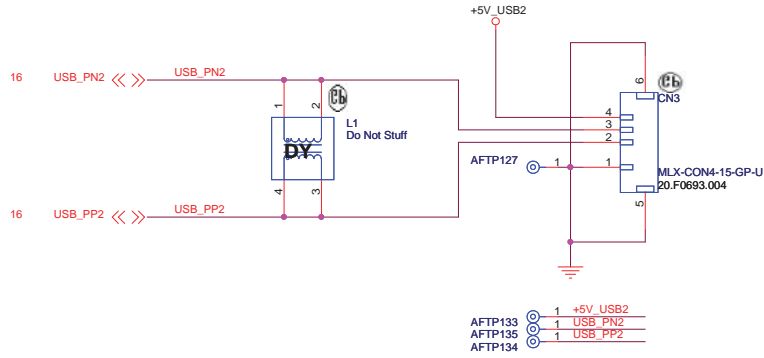 +5V_USB2
16 USB_PN2 USB_PN2
6
CN3
1 2
L1
Do Not Stuff
DY
4
3
2
AFTP127 1 1
MLX-CON4-15-GP-U
20.F0693.004
4 3
5
16 USB_PP2 USB_PP2
AFTP133 1 +5V_USB2
AFTP135 1 USB_PN2
AFTP134 1 USB_PP2